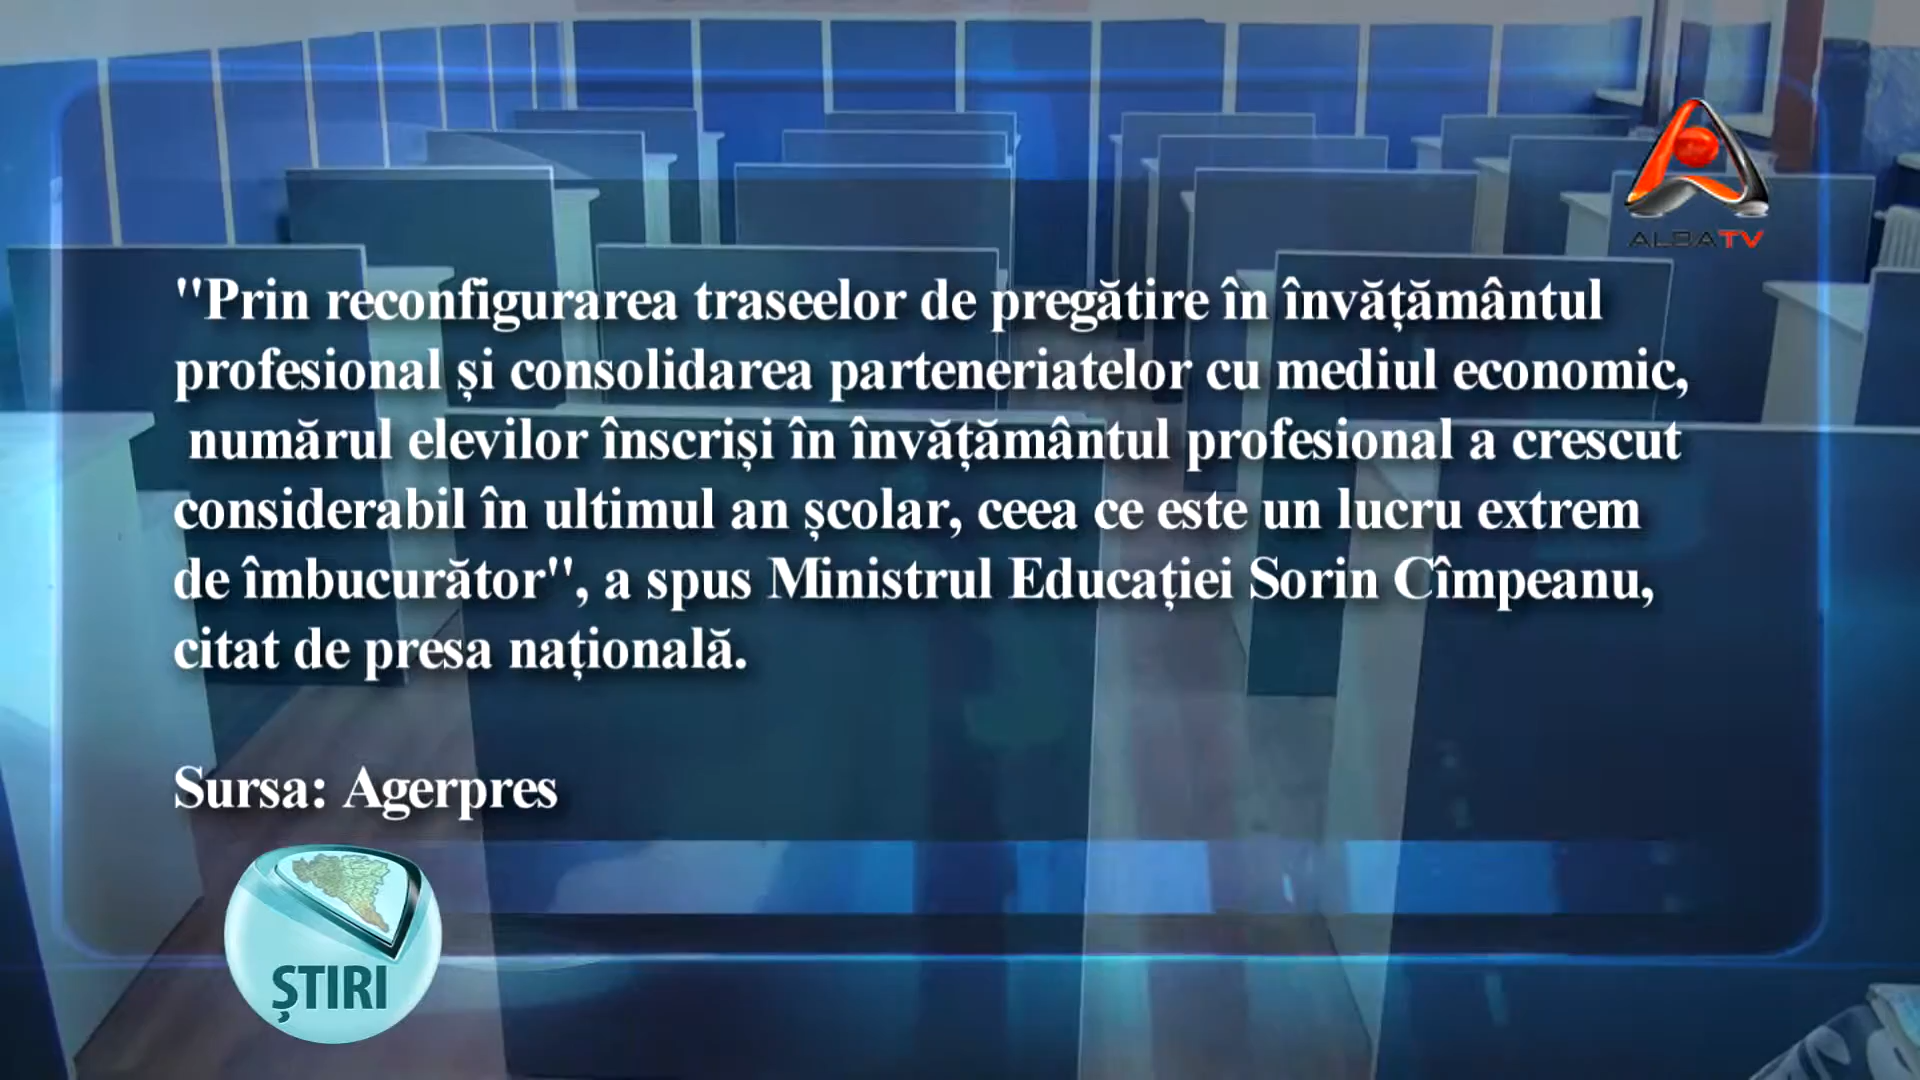 ALBATV
"Prin reconfigurarea traseelor de pregătire în învățământul
profesional și consolidarea parteneriatelor cu mediul economic,
numărul elevilor înscriși în învățământul profesional a crescut
considerabil în ultimul an școlar, ceea ce este un lucru extrem
de îmbucurător", a spus Ministrul Educației Sorin Cîmpeanu,
citat de presa națională.
Sursa: Agerpres
ȘTIRI